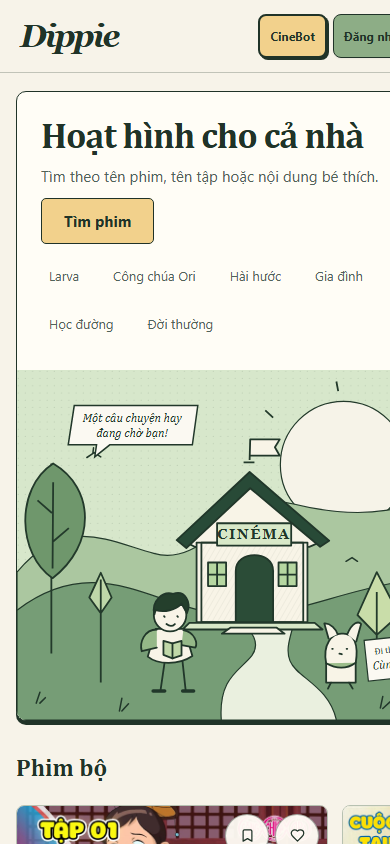 Dippie
CineBot
Đăng nh
Hoạt hình cho cả nhà
Tìm theo tên phim, tên tập hoặc nội dung bé thích.
Tìm phim
Larva
Công chúa Ori
Hài hước
Gia đình
Học đường
Đời thường
Một câu chuyện hay
đang chờ bạn!
CINÉMA
Phim bộ
TẬP 01